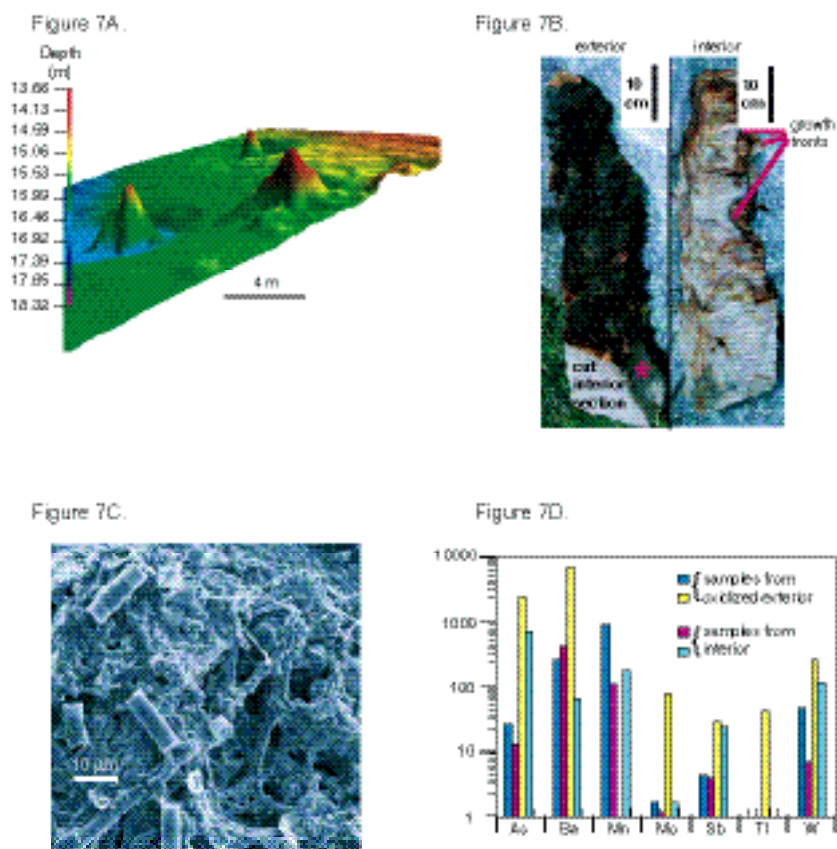 Figure 7A.
Depth
(m)
13.66
14.13
14.59
15.06
15.53
15.99
16.46
16.92
17.39
17.85
18.32
4 m
Figure 7B.
exterior
interior
10
cm
10
cm
growth
fronts
cut
interior
section
Figure 7C.
10 µm
Figure 7D.
10000
1000
100
10
1
samples from
oxidized exterior
samples from
interior
As
Ba
Mn
Mo
Sb
Tl
W